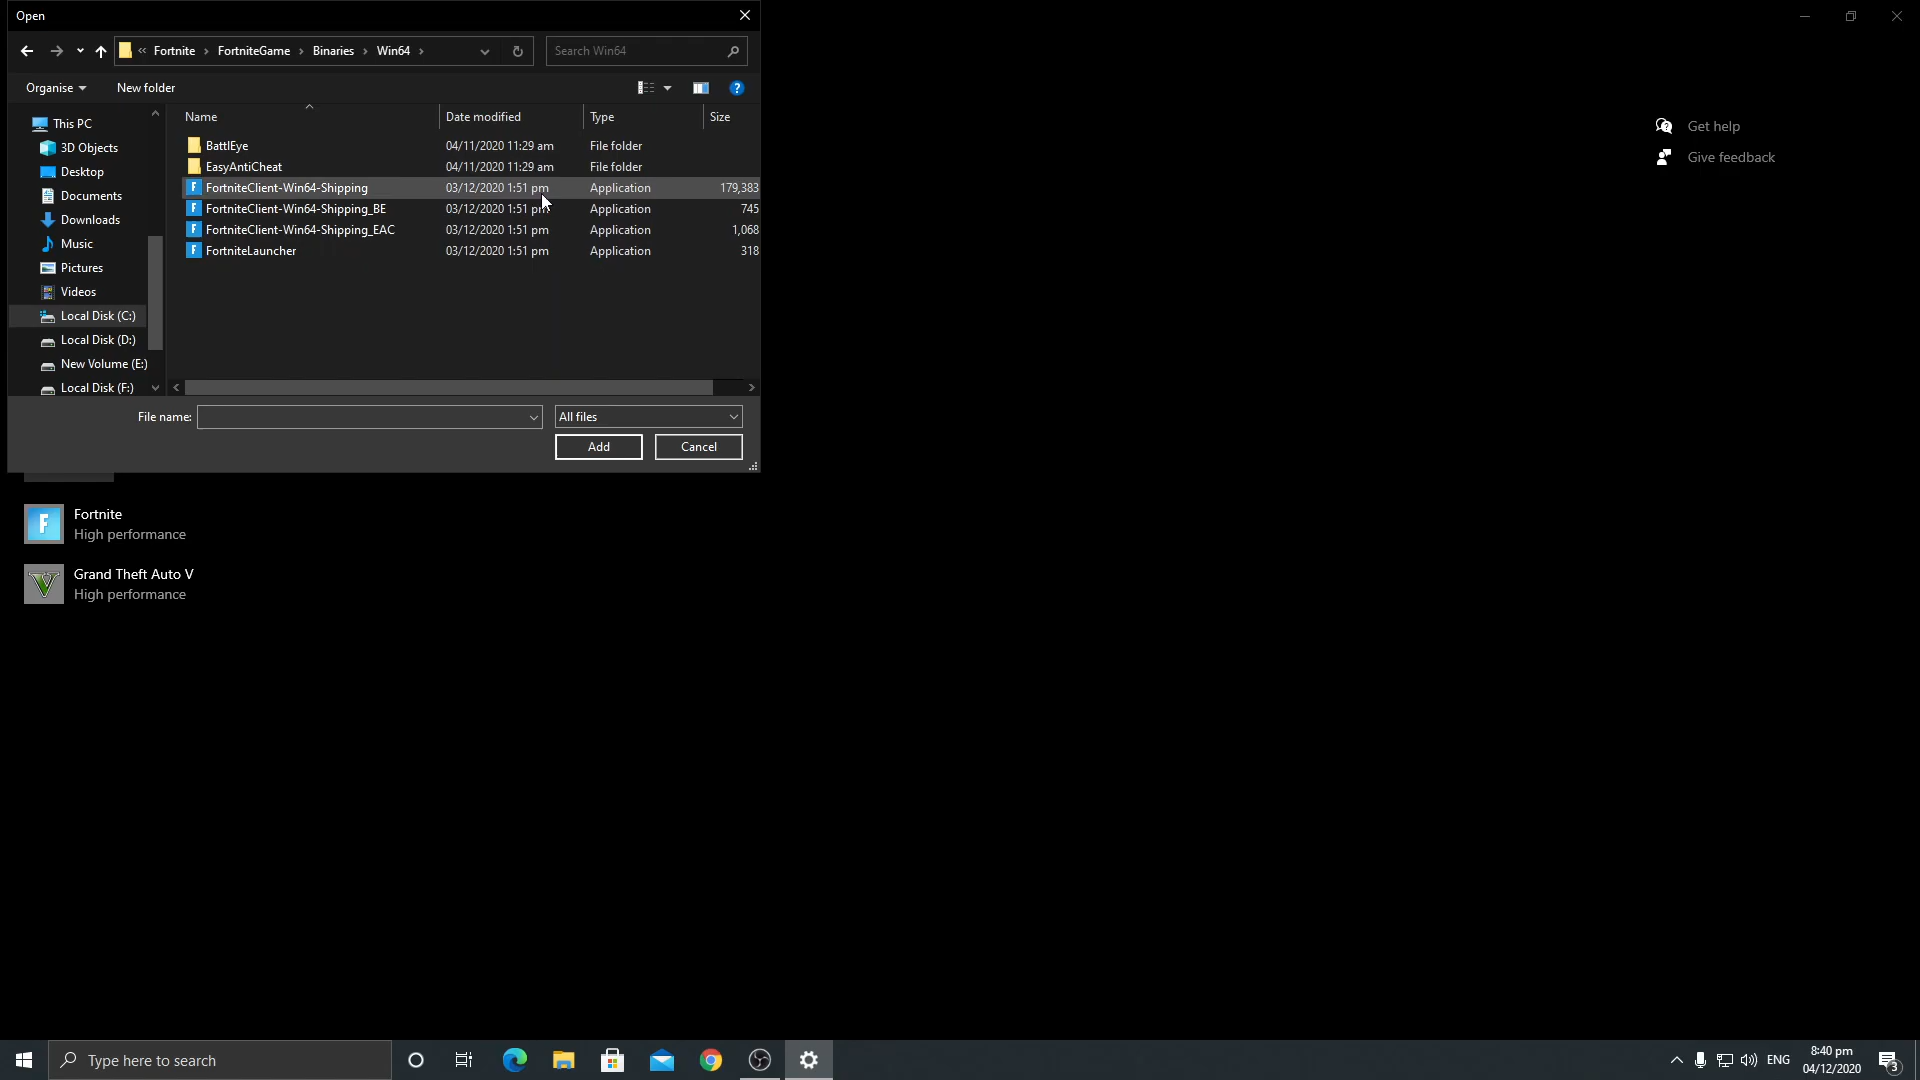 Open
« Fortnite › FortniteGame › Binaries › Win64 ›
Search Win64
Organise
New folder
This PC
3D Objects
Desktop
Documents
Downloads
Music
Pictures
Videos
Local Disk (C:)
Local Disk (D:)
New Volume (E:)
Local Disk (F:)
Name Date modified Type Size
BattlEye 04/11/2020 11:29 am File folder
EasyAntiCheat 04/11/2020 11:29 am File folder
FortniteClient-Win64-Shipping 03/12/2020 1:51 pm Application 179,383
FortniteClient-Win64-Shipping_BE 03/12/2020 1:51 pm Application 745
FortniteClient-Win64-Shipping_EAC 03/12/2020 1:51 pm Application 1,068
FortniteLauncher 03/12/2020 1:51 pm Application 318
File name:
All files
Add
Cancel
Get help
Give feedback
Fortnite
High performance
Grand Theft Auto V
High performance
Type here to search
ENG
8:40 pm
04/12/2020
3